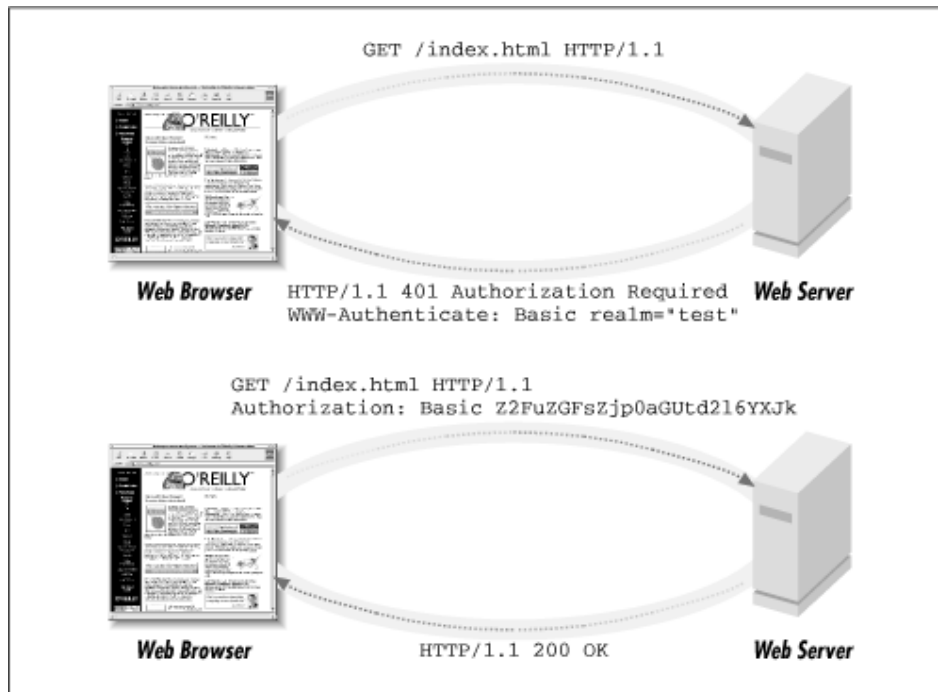 GET /index.html HTTP/1.1
O'REILLY
Web Browser
HTTP/1.1 401 Authorization Required
WWW-Authenticate: Basic realm="test"
Web Server
GET /index.html HTTP/1.1
Authorization: Basic Z2FuZGFsZjp0aGUtd2l6YXJk
O'REILLY
Web Browser
HTTP/1.1 200 OK
Web Server